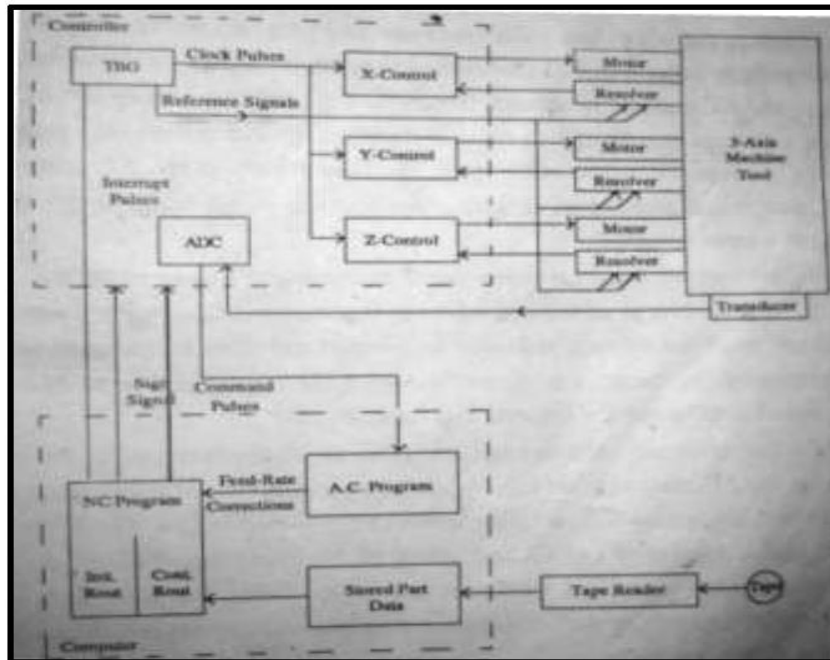 Controller
TBG
Clock Pulses
X-Control
Motor
Resolver
Reference Signals
3-Axis
Machine
Tool
Y-Control
Motor
Resolver
Interrupt
Pulses
ADC
Z-Control
Motor
Resolver
Transducer
Sign
Signal
Command
Pulses
NC Program
Feed-Rate
Corrections
A.C. Program
Int.
Rout
Cont.
Rout
Stored Part
Data
Tape Reader
Tape
Computer